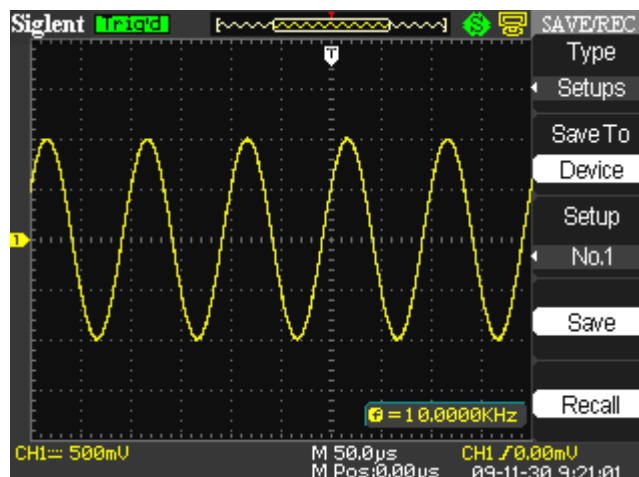 Siglent Trig'd SAVE/REC
T
Type
Setups
Save To
Device
Setup
No.1
1
Save
Recall
f = 10.0000KHz
CH1 500mV M 50.0µs CH1 0.00mV
M Pos:0.00µs 09-11-30 9:21:01